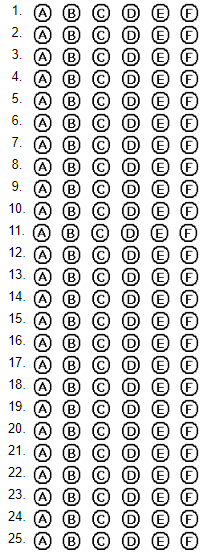 1. A B C D E F
2. A B C D E F
3. A B C D E F
4. A B C D E F
5. A B C D E F
6. A B C D E F
7. A B C D E F
8. A B C D E F
9. A B C D E F
10. A B C D E F
11. A B C D E F
12. A B C D E F
13. A B C D E F
14. A B C D E F
15. A B C D E F
16. A B C D E F
17. A B C D E F
18. A B C D E F
19. A B C D E F
20. A B C D E F
21. A B C D E F
22. A B C D E F
23. A B C D E F
24. A B C D E F
25. A B C D E F